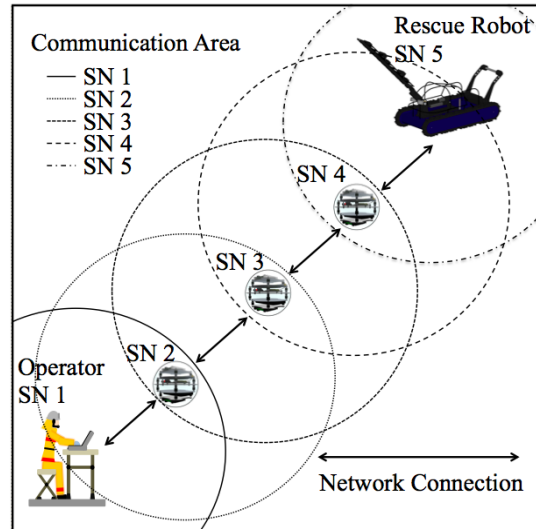 Communication Area
SN 1
SN 2
SN 3
SN 4
SN 5
Rescue Robot
SN 5
SN 4
SN 3
SN 2
Operator
SN 1
Network Connection